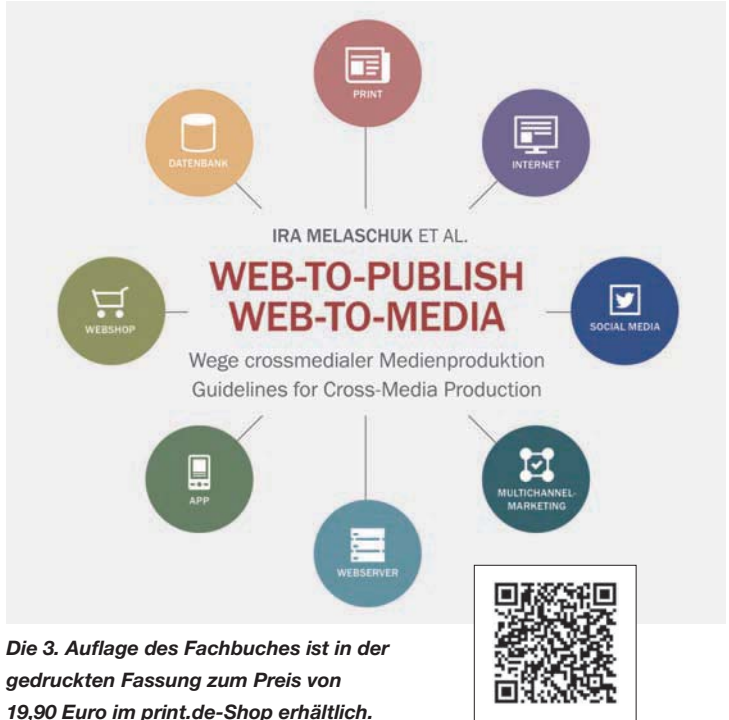 PRINT
DATENBANK
INTERNET
IRA MELASCHUK ET AL.
WEB-TO-PUBLISH
WEB-TO-MEDIA
Wege crossmedialer Medienproduktion
Guidelines for Cross-Media Production
WEBSHOP
SOCIAL MEDIA
APP
MULTICHANNEL-
MARKETING
WEBSERVER
Die 3. Auflage des Fachbuches ist in der
gedruckten Fassung zum Preis von
19,90 Euro im print.de-Shop erhältlich.